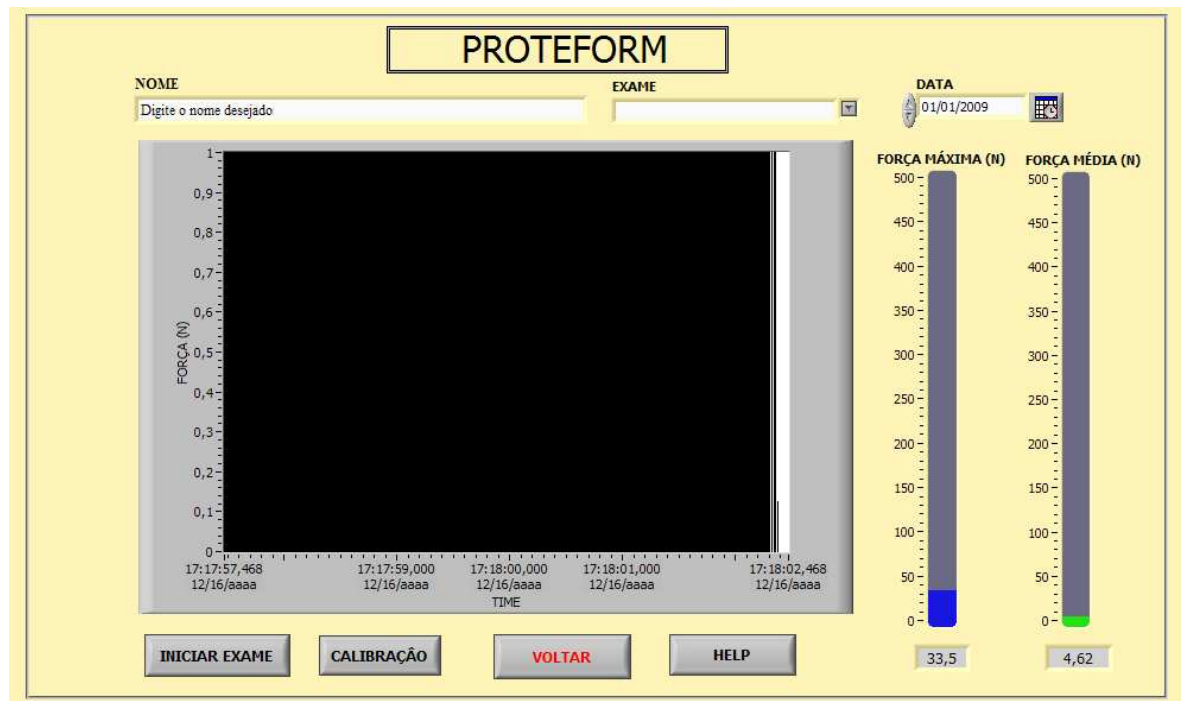 PROTEFORM
NOME
EXAME
DATA
Digite o nome desejado
01/01/2009
FORÇA MÁXIMA (N)
FORÇA MÉDIA (N)
1
0,9
0,8
0,7
0,6
0,5
0,4
0,3
0,2
0,1
0
FORÇA (N)
17:17:57,468
12/16/aaaa
17:17:59,000
12/16/aaaa
17:18:00,000
12/16/aaaa
17:18:01,000
12/16/aaaa
17:18:02,468
12/16/aaaa
TIME
500
450
400
350
300
250
200
150
100
50
0
500
450
400
350
300
250
200
150
100
50
0
33,5
4,62
INICIAR EXAME
CALIBRAÇÂO
VOLTAR
HELP